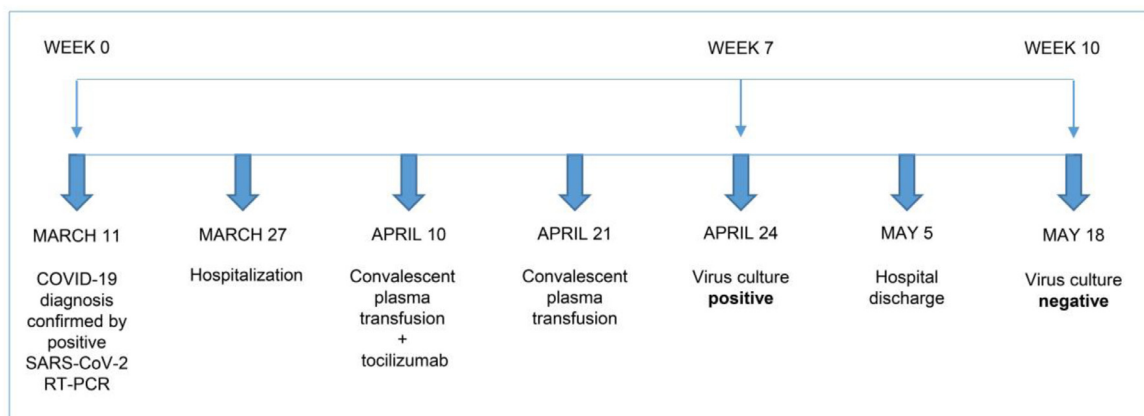 WEEK 0
WEEK 7
WEEK 10
MARCH 11
COVID-19
diagnosis
confirmed by
positive
SARS-CoV-2
RT-PCR
MARCH 27
Hospitalization
APRIL 10
Convalescent
plasma
transfusion
+
tocilizumab
APRIL 21
Convalescent
plasma
transfusion
APRIL 24
Virus culture
positive
MAY 5
Hospital
discharge
MAY 18
Virus culture
negative